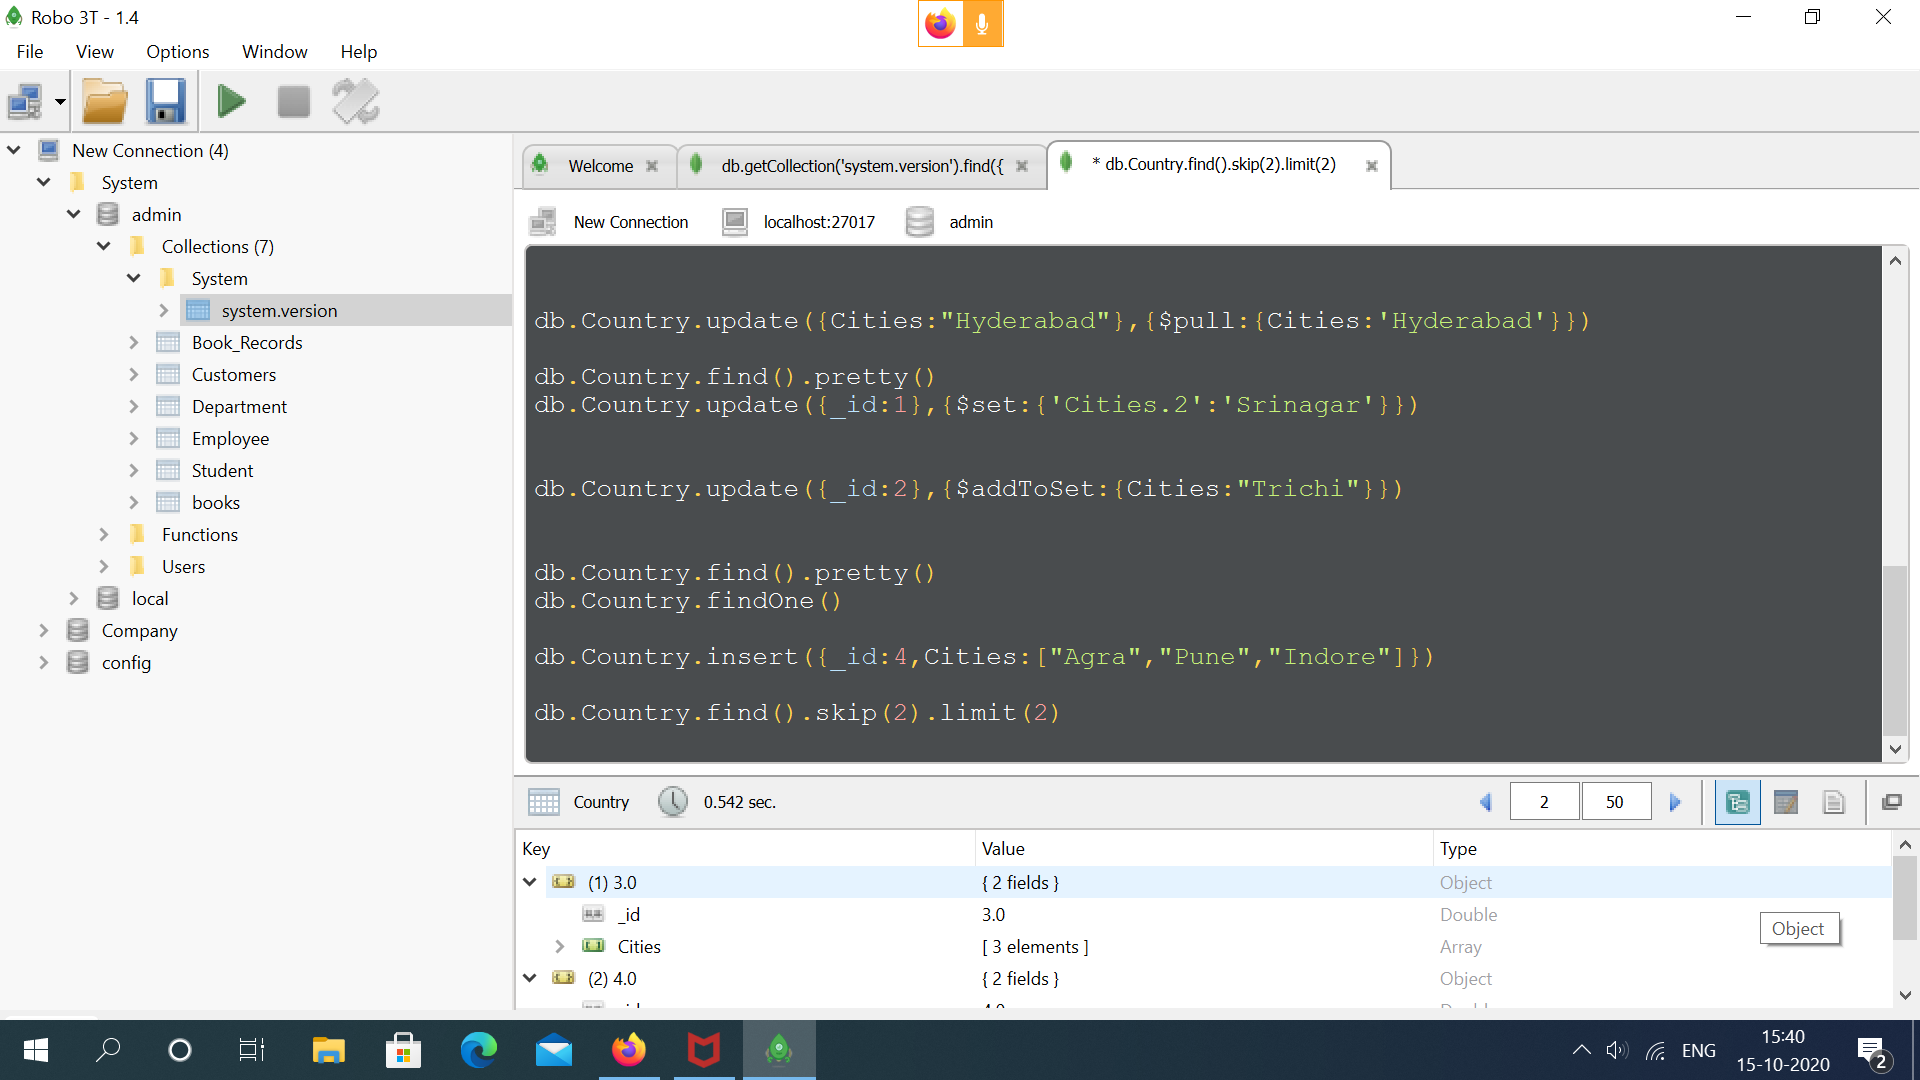 Robo 3T - 1.4
File View Options Window Help
New Connection (4)
System
admin
Collections (7)
System
system.version
Book_Records
Customers
Department
Employee
Student
books
Functions
Users
local
Company
config
Welcome
db.getCollection('system.version').find({
* db.Country.find().skip(2).limit(2)
New Connection localhost:27017 admin
db.Country.update({Cities:"Hyderabad"},{$pull:{Cities:'Hyderabad'}})
db.Country.find().pretty()
db.Country.update({_id:1},{$set:{'Cities.2':'Srinagar'}})
db.Country.update({_id:2},{$addToSet:{Cities:"Trichi"}})
db.Country.find().pretty()
db.Country.findOne()
db.Country.insert({_id:4,Cities:["Agra","Pune","Indore"]})
db.Country.find().skip(2).limit(2)
Country 0.542 sec. 2 50
Key Value Type
(1) 3.0 { 2 fields } Object
_id 3.0 Double
Cities [ 3 elements ] Array
Object
(2) 4.0 { 2 fields } Object
ENG
15:40
15-10-2020
2